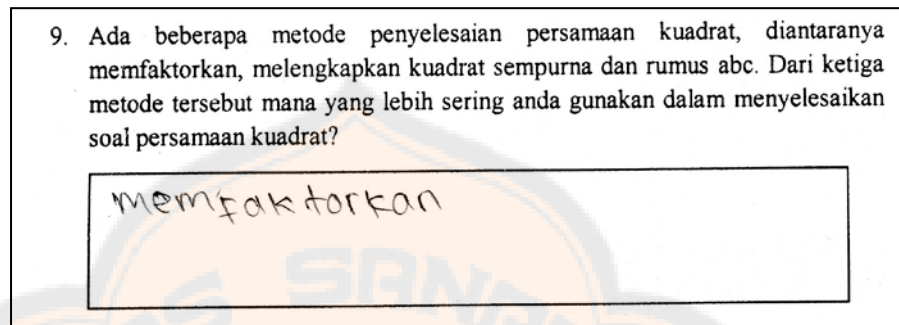 9. Ada beberapa metode penyelesaian persamaan kuadrat, diantaranya
memfaktorkan, melengkapkan kuadrat sempurna dan rumus abc. Dari ketiga
metode tersebut mana yang lebih sering anda gunakan dalam menyelesaikan
soal persamaan kuadrat?
memfaktorkan